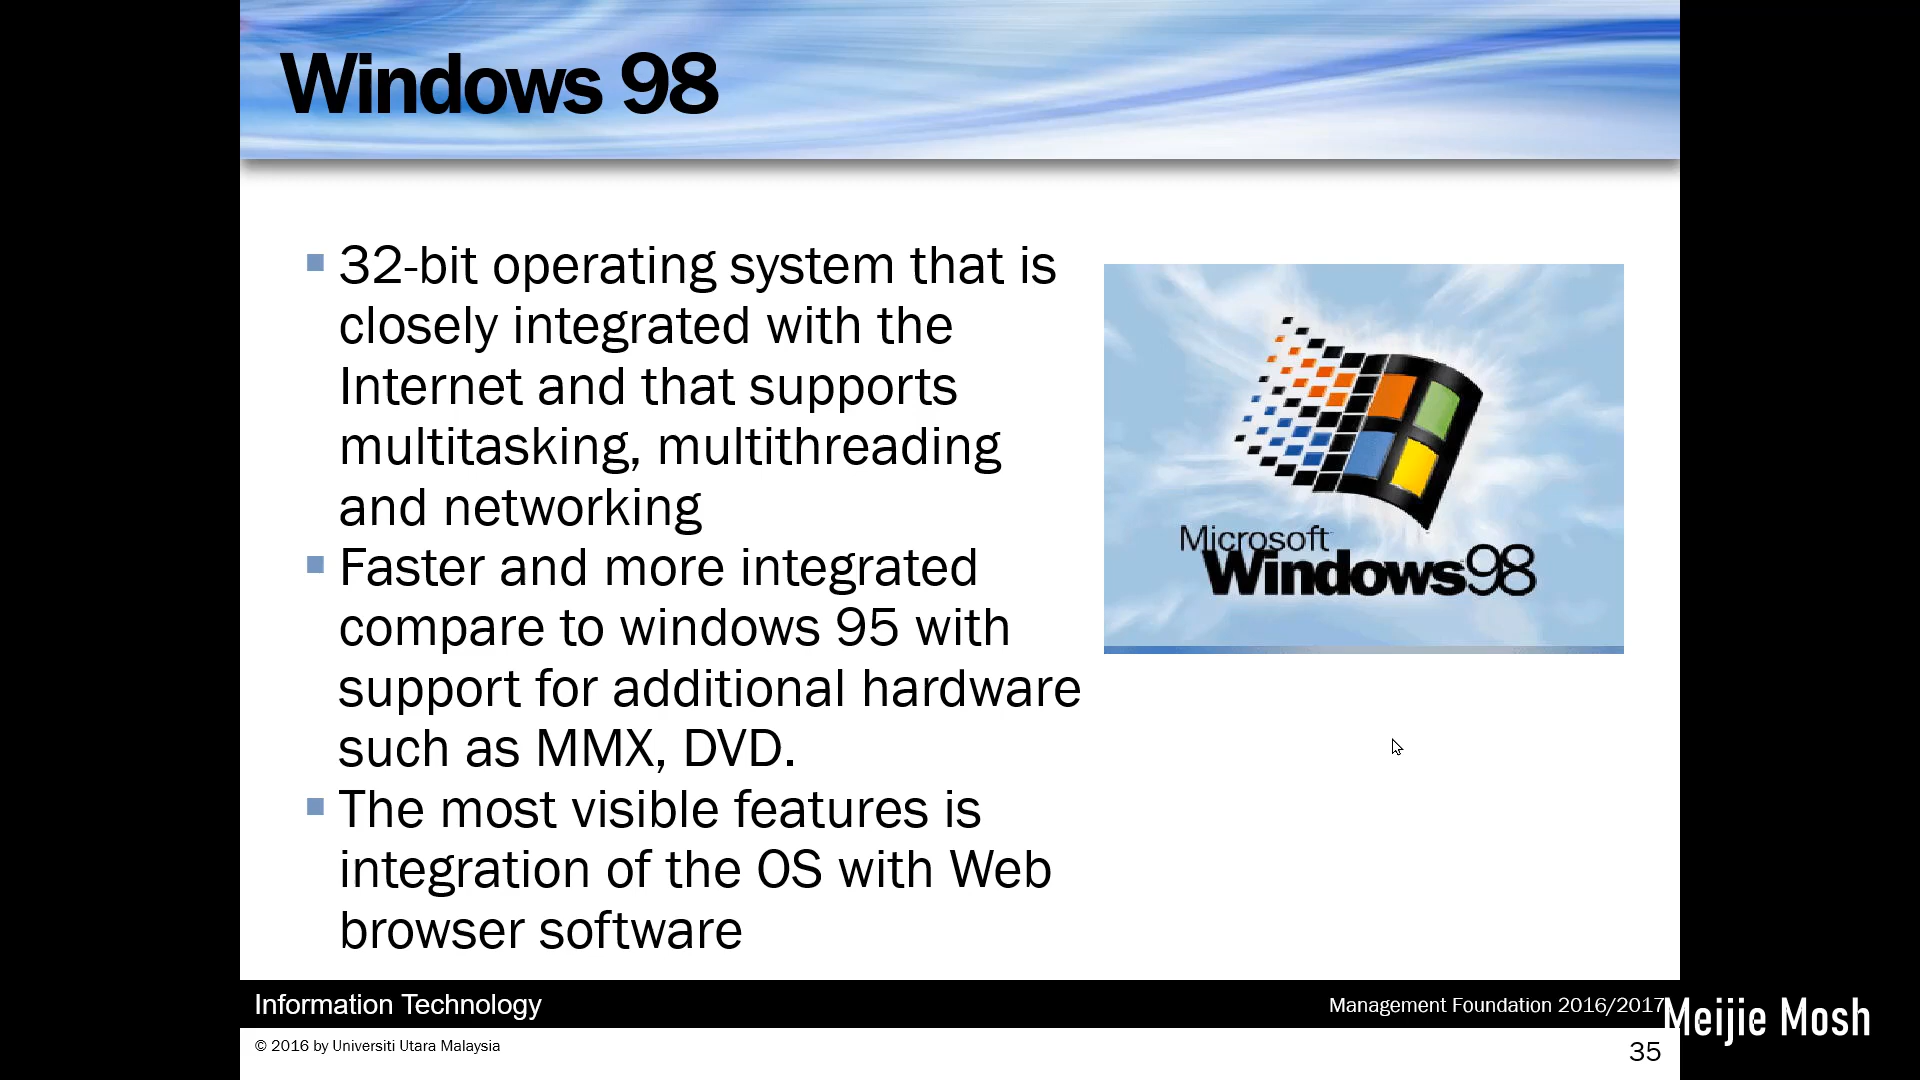 Windows 98
32-bit operating system that is
closely integrated with the
Internet and that supports
multitasking, multithreading
and networking
Faster and more integrated
compare to windows 95 with
support for additional hardware
such as MMX, DVD.
The most visible features is
integration of the OS with Web
browser software
Microsoft
Windows98
Information Technology
Management Foundation 2016/2017
Meijie Mosh
© 2016 by Universiti Utara Malaysia
35